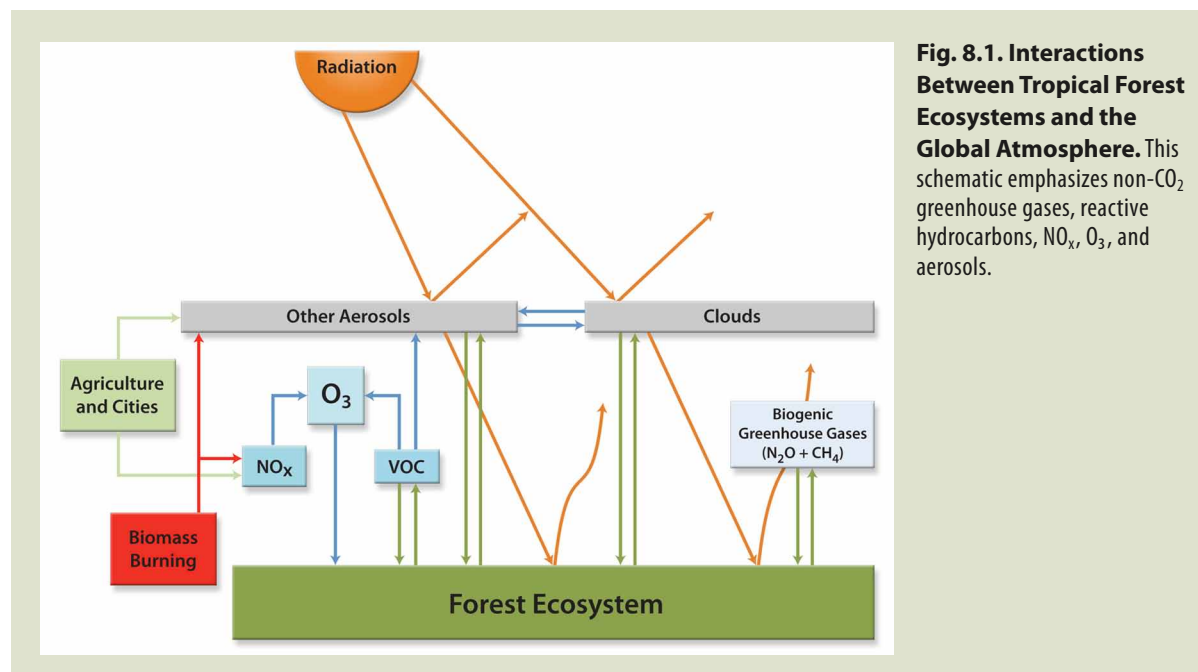 Radiation
Other Aerosols
Clouds
Agriculture
and Cities
O₃
NOₓ
VOC
Biogenic
Greenhouse Gases
(N₂O + CH₄)
Biomass
Burning
Forest Ecosystem
Fig. 8.1. Interactions
Between Tropical Forest
Ecosystems and the
Global Atmosphere. This
schematic emphasizes non-CO₂
greenhouse gases, reactive
hydrocarbons, NOₓ, O₃, and
aerosols.